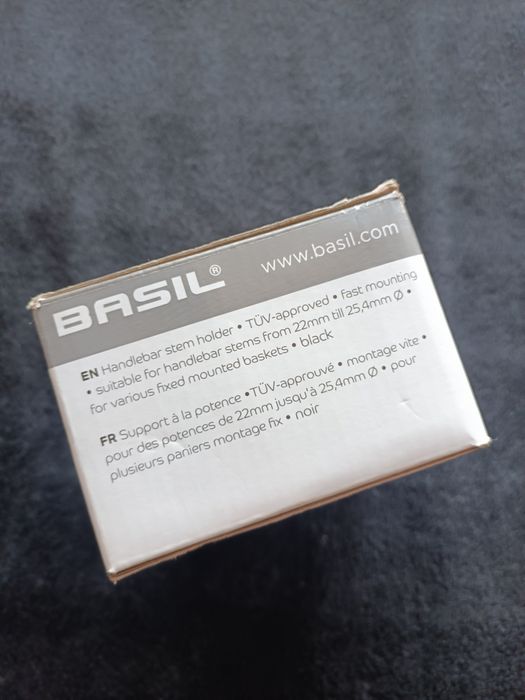 BASIL®
www.basil.com
EN Handlebar stem holder • TÜV-approved • fast mounting
• suitable for handlebar stems from 22mm till 25,4mm Ø •
for various fixed mounted baskets • black
FR Support à la potence •TÜV-approuvé • montage vite •
pour des potences de 22mm jusqu'à 25,4mm Ø • pour
plusieurs paniers montage fix • noir